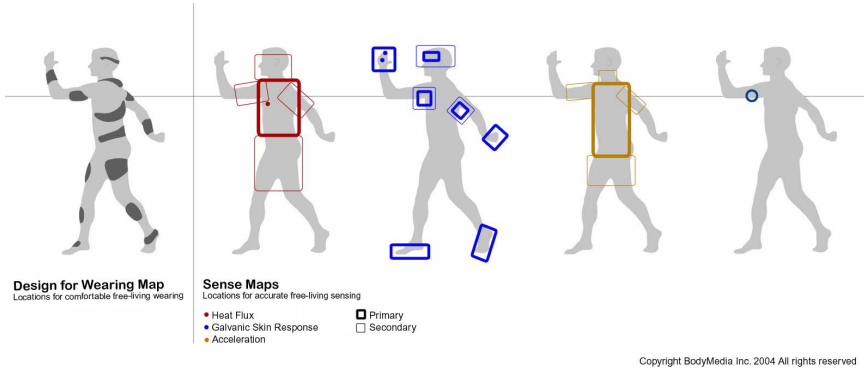 Design for Wearing Map
Locations for comfortable free-living wearing
Sense Maps
Locations for accurate free-living sensing
Heat Flux
Galvanic Skin Response
Acceleration
Primary
Secondary
Copyright BodyMedia Inc. 2004 All rights reserved